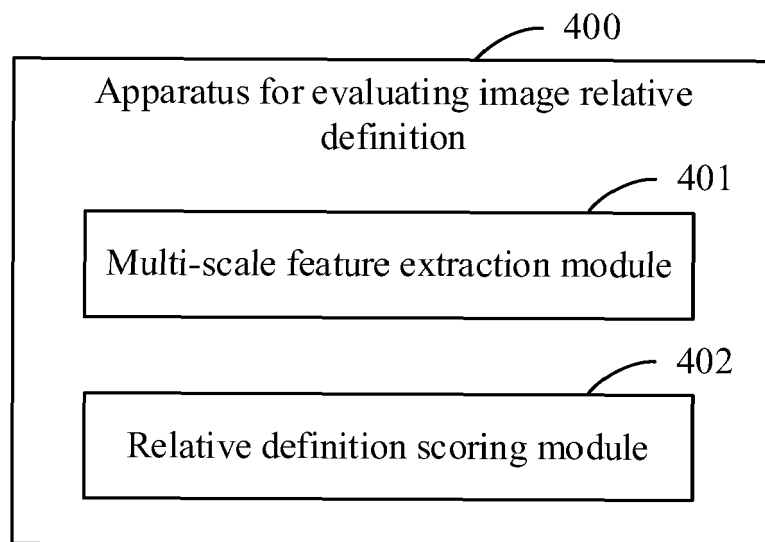 400
Apparatus for evaluating image relative
definition
401
Multi-scale feature extraction module
402
Relative definition scoring module